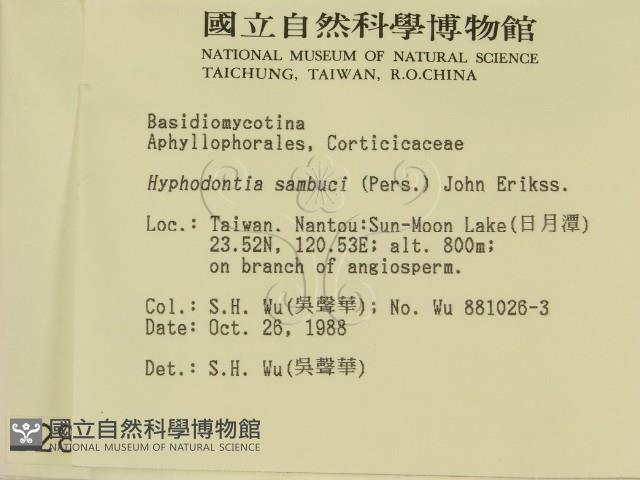 國立自然科學博物館
NATIONAL MUSEUM OF NATURAL SCIENCE
TAICHUNG, TAIWAN, R.O.CHINA
Basidiomycotina
Aphyllophorales, Corticicaceae
Hyphodontia sambuci (Pers.) John Erikss.
Loc.: Taiwan. Nantou:Sun-Moon Lake(日月潭)
23.52N, 120.53E; alt. 800m;
on branch of angiosperm.
Col.: S.H. Wu(吳聲華); No. Wu 881026-3
Date: Oct. 26, 1988
Det.: S.H. Wu(吳聲華)
國立自然科學博物館
NATIONAL MUSEUM OF NATURAL SCIENCE